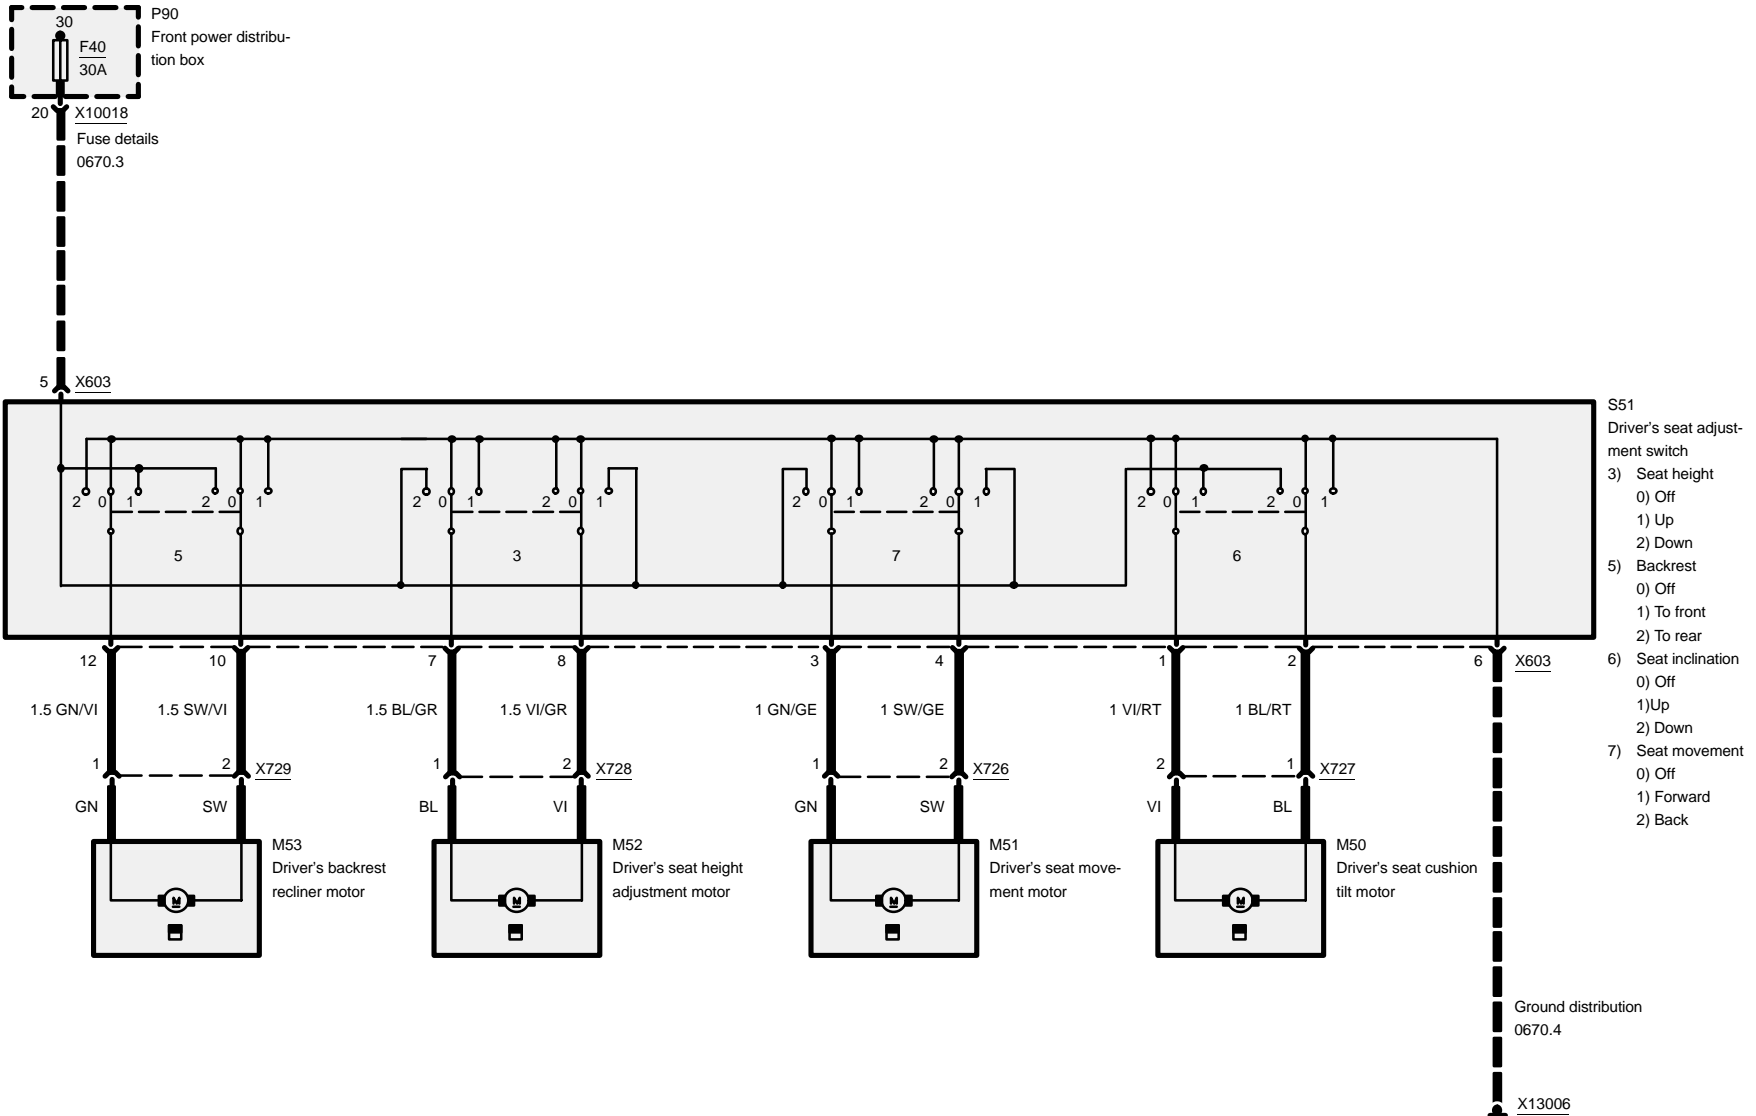 30
F40
30A
P90
Front power distribu-
tion box
20 X10018
Fuse details
0670.3
5 X603
S51
Driver's seat adjust-
ment switch
3) Seat height
0) Off
1) Up
2) Down
5) Backrest
0) Off
1) To front
2) To rear
6) Seat inclination
0) Off
1)Up
2) Down
7) Seat movement
0) Off
1) Forward
2) Back
2 0 1 2 0 1 2 0 1 2 0 1 2 0 1 2 0 1 2 0 1 2 0 1
5 3 7 6
12 10 7 8 3 4 1 2 6 X603
1.5 GN/VI 1.5 SW/VI 1.5 BL/GR 1.5 VI/GR 1 GN/GE 1 SW/GE 1 VI/RT 1 BL/RT
1 2 X729 1 2 X728 1 2 X726 2 1 X727
GN SW BL VI GN SW VI BL
M53
Driver's backrest
recliner motor
M
M52
Driver's seat height
adjustment motor
M
M51
Driver's seat move-
ment motor
M
M50
Driver's seat cushion
tilt motor
M
Ground distribution
0670.4
X13006